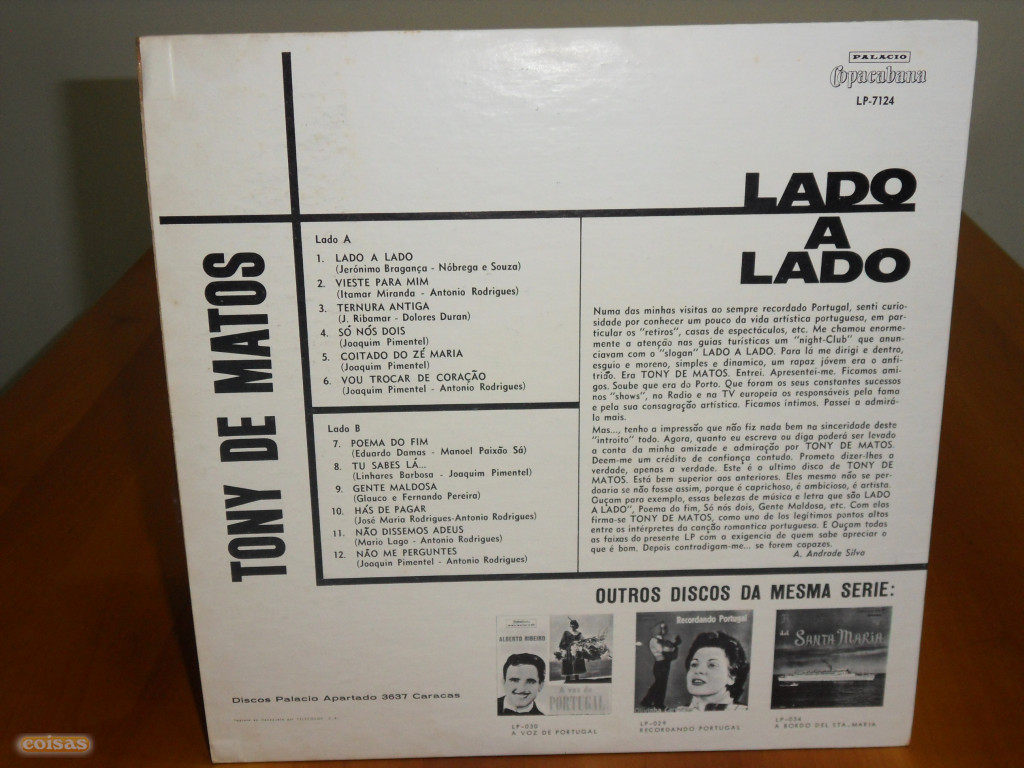 PALACIO
Copacabana
LP-7124
LADO
A
LADO
TONY DE MATOS
Lado A
1. LADO A LADO
(Jerónimo Bragança - Nóbrega e Souza)
2. VIESTE PARA MIM
(Itamar Miranda - Antonio Rodrigues)
3. TERNURA ANTIGA
(J. Ribamar - Dolores Duran)
4. SÓ NÓS DOIS
(Joaquim Pimentel)
5. COITADO DO ZÉ MARIA
(Joaquim Pimentel)
6. VOU TROCAR DE CORAÇÃO
(Joaquim Pimentel - Antonio Rodrigues)
Lado B
7. POEMA DO FIM
(Eduardo Damas - Manoel Paixão Sá)
8. TU SABES LÁ...
(Linhares Barbosa - Joaquim Pimentel)
9. GENTE MALDOSA
(Glauco e Fernando Pereira)
10. HÁS DE PAGAR
(José Maria Rodrigues-Antonio Rodrigues)
11. NÃO DISSEMOS ADEUS
(Mario Lago - Antonio Rodrigues)
12. NÃO ME PERGUNTES
(Joaquin Pimentel - Antonio Rodrigues)
Numa das minhas visitas ao sempre recordado Portugal, senti curio-
sidade por conhecer um pouco da vida artística portuguesa, em par-
ticular os "retiros", casas de espectáculos, etc. Me chamou enorme-
mente a atenção nas guias turísticas um "night-Club" que anun-
ciavam com o "slogan" LADO A LADO. Para lá me dirigi e dentro,
esguio e moreno, simples e dinamico, um rapaz jóvem era o anfi-
trião. Era TONY DE MATOS. Entrei. Apresentei-me. Ficamos ami-
gos. Soube que era do Porto. Que foram os seus constantes sucessos
nos "shows", no Radio e na TV europeia os responsáveis pela fama
e pela sua consagração artística. Ficamos íntimos. Passei a admirá-
lo mais.
Mas..., tenho a impressão que não fiz nada bem na sinceridade deste
"introito" todo. Agora, quanto eu escreva ou diga poderá ser levado
a conta da minha amizade e admiração por TONY DE MATOS.
Deem-me um crédito de confiança contudo. Prometo dizer-lhes a
verdade, apenas a verdade. Este é o ultimo disco de TONY DE
MATOS. Está bem superior aos anteriores. Eles mesmo não se per-
doaria se não fosse assim, porque é caprichoso, é ambicioso, é artista.
Ouçam para exemplo, essas belezas de música e letra que são LADO
A LADO", Poema do fim, Só nós dois, Gente Maldosa, etc. Com elas
firma-se TONY DE MATOS, como uno de los legítimos pontos altos
entre os intérpretes da canção romantica portuguesa. E Ouçam todas
as faixas do presente LP com a exigencia de quem sabe apreciar o
que é bom. Depois contradigam-me... se forem capazes.
A. Andrade Silva
OUTROS DISCOS DA MESMA SERIE:
ALBERTO RIBEIRO
A voz de
PORTUGAL
Recordando Portugal
SANTA MARIA
LP-030
A VOZ DE PORTUGAL
LP-029
RECORDANDO PORTUGAL
LP-036
A BORDO DEL STA. MARIA
Discos Palacio Apartado 3637 Caracas
coisas